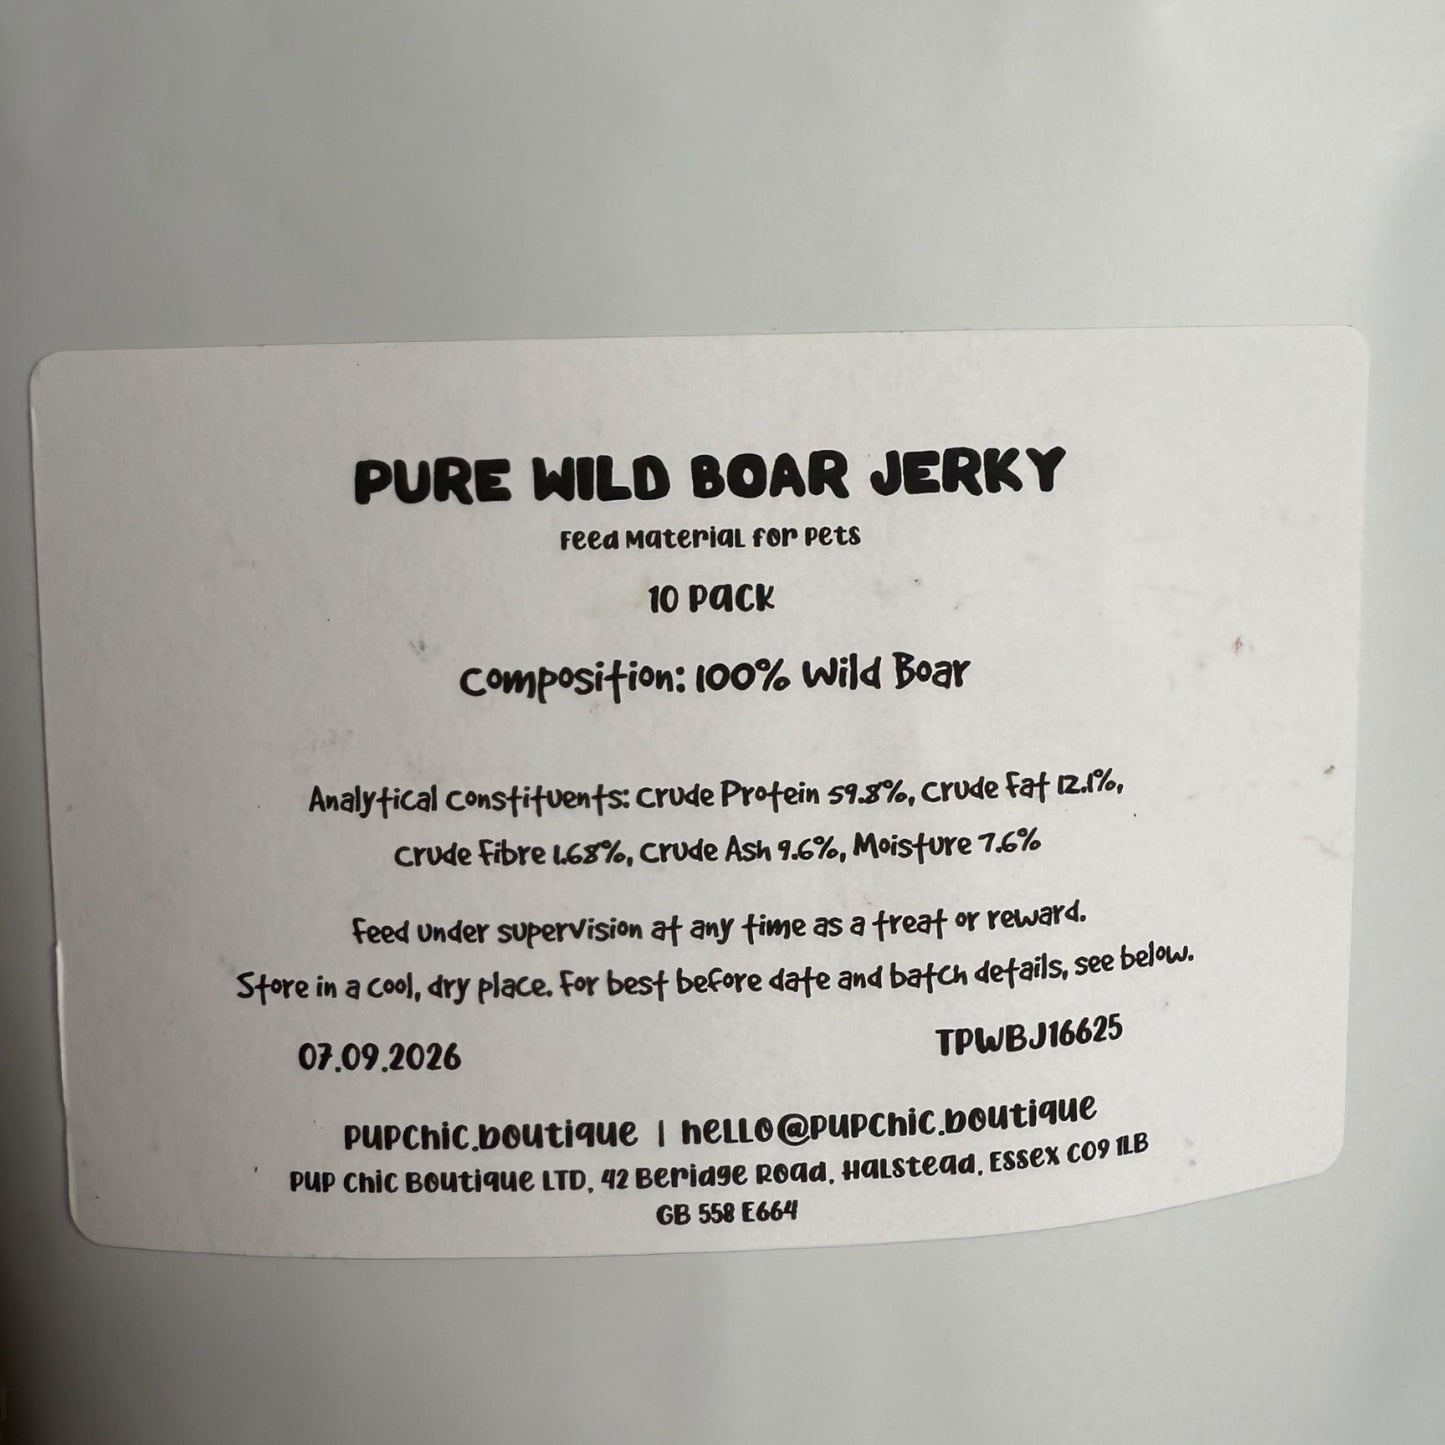 PURE WILD BOAR JERKY
Feed Material for Pets
10 Pack
Composition: 100% Wild Boar
Analytical Constituents: Crude Protein 59.8%, Crude Fat 12.1%,
Crude Fibre 1.68%, Crude Ash 9.6%, Moisture 7.6%
Feed under supervision at any time as a treat or reward.
Store in a cool, dry place. For best before date and batch details, see below.
07.09.2026 TPWBJ16625
pupchic.boutique | hello@pupchic.boutique
Pup Chic Boutique LTD, 42 Beridge Road, Halstead, Essex CO9 1LB
GB 558 E664